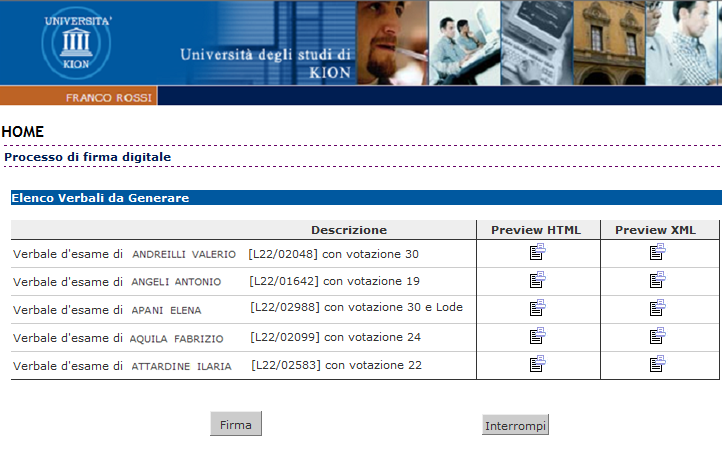 UNIVERSITA'
KION
Università degli studi di
KION
FRANCO ROSSI
HOME
Processo di firma digitale
Elenco Verbali da Generare
Descrizione Preview HTML Preview XML
Verbale d'esame di ANDREILLI VALERIO [L22/02048] con votazione 30
Verbale d'esame di ANGELI ANTONIO [L22/01642] con votazione 19
Verbale d'esame di APANI ELENA [L22/02988] con votazione 30 e Lode
Verbale d'esame di AQUILA FABRIZIO [L22/02099] con votazione 24
Verbale d'esame di ATTARDINE ILARIA [L22/02583] con votazione 22
Firma Interrompi